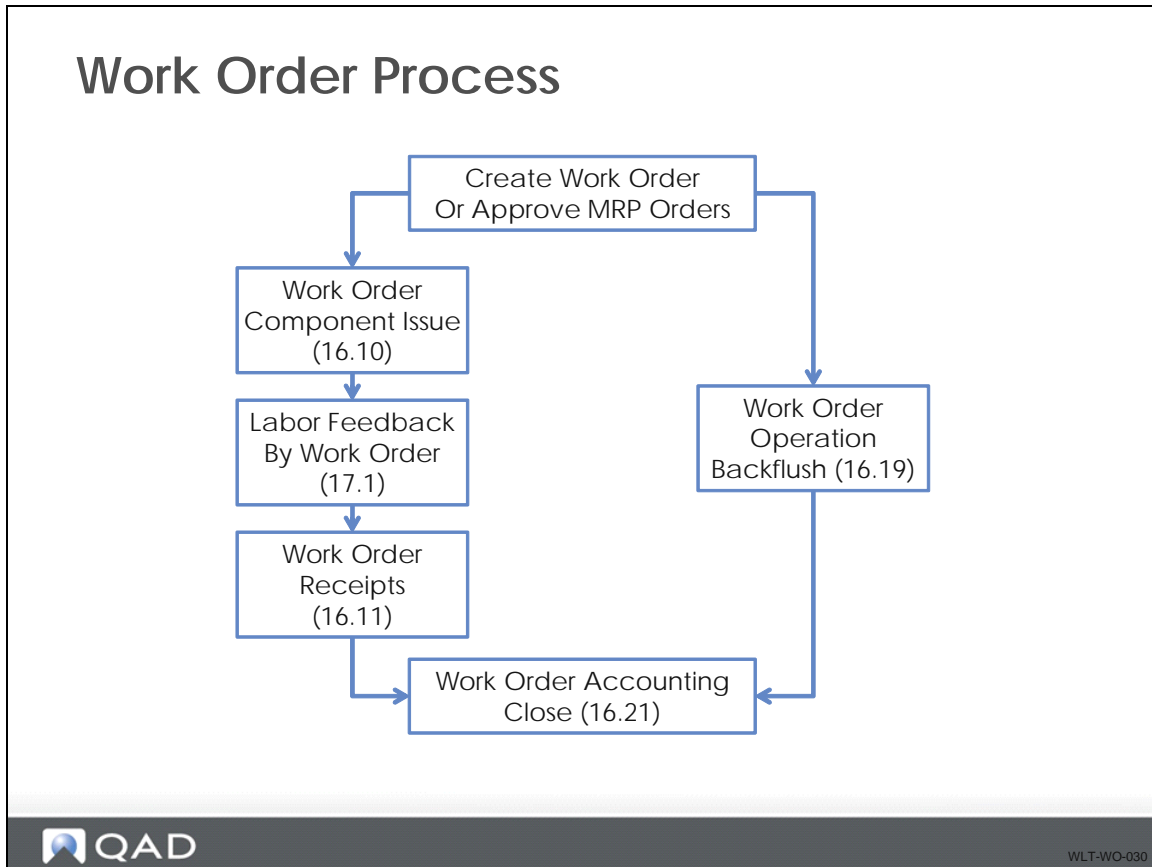 Work Order Process
Create Work Order
Or Approve MRP Orders
Work Order
Component Issue
(16.10)
Labor Feedback
By Work Order
(17.1)
Work Order
Receipts
(16.11)
Work Order
Operation
Backflush (16.19)
Work Order Accounting
Close (16.21)
QAD
WLT-WO-030